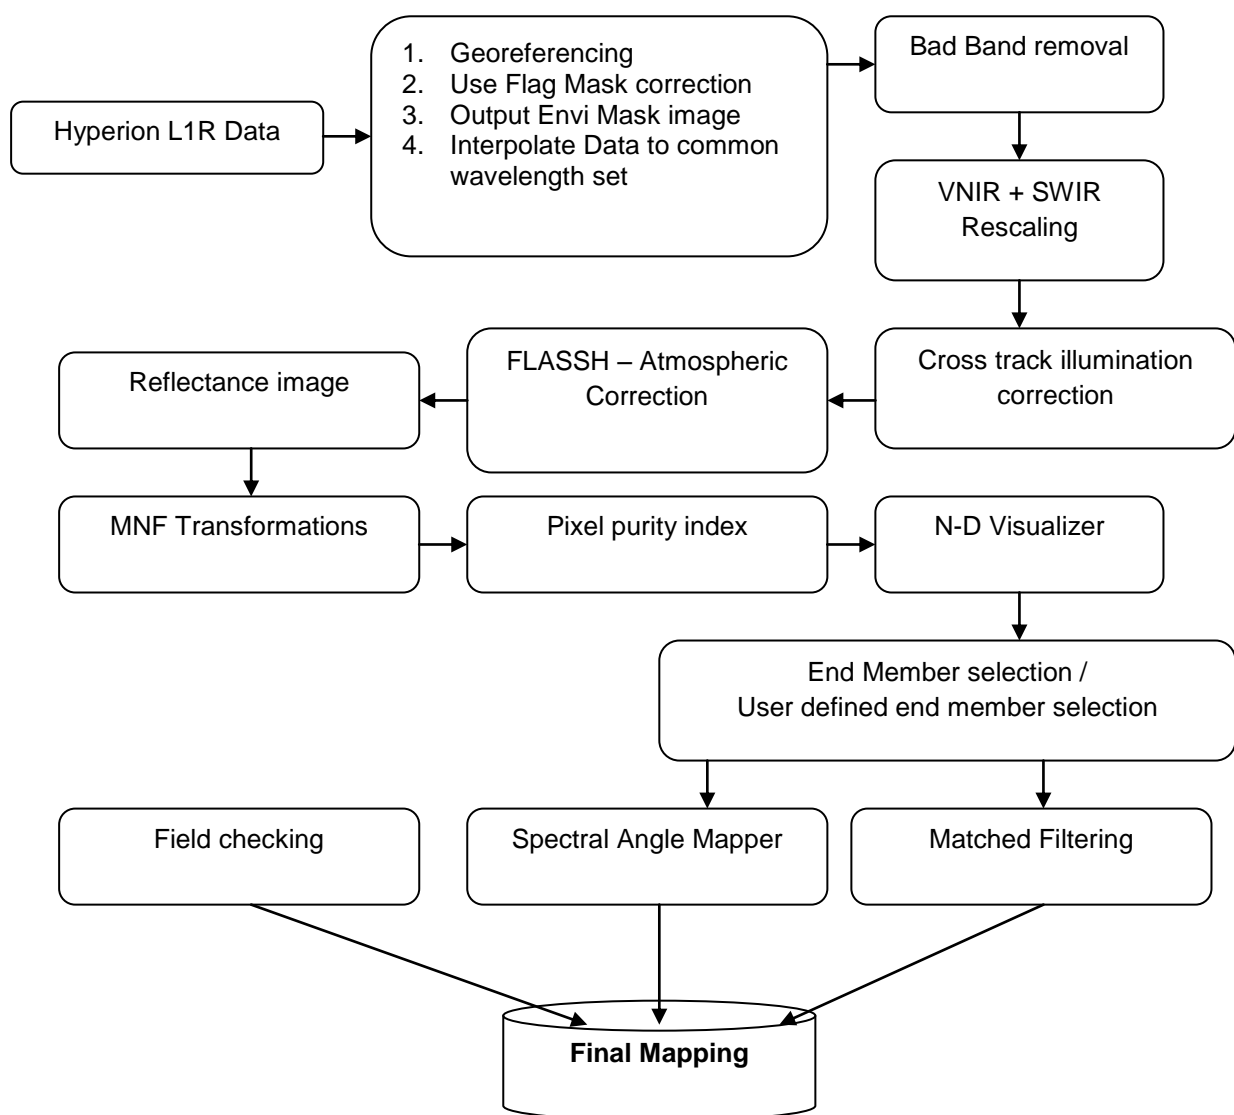 Hyperion L1R Data
1. Georeferencing
2. Use Flag Mask correction
3. Output Envi Mask image
4. Interpolate Data to common
wavelength set
Bad Band removal
VNIR + SWIR
Rescaling
Cross track illumination
correction
FLASSH – Atmospheric
Correction
Reflectance image
MNF Transformations
Pixel purity index
N-D Visualizer
End Member selection /
User defined end member selection
Field checking
Spectral Angle Mapper
Matched Filtering
Final Mapping